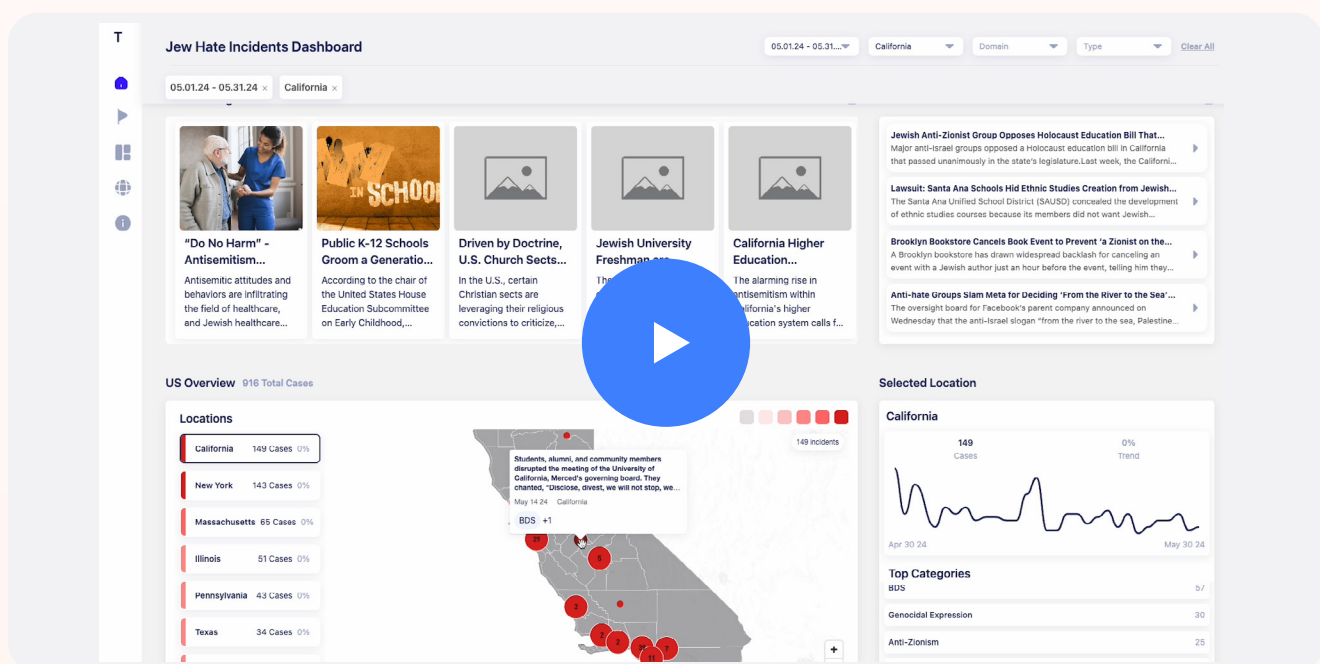 T
Jew Hate Incidents Dashboard
05.01.24 - 05.31....
California
Domain
Type
Clear All
05.01.24 - 05.31.24 ×
California ×
IN SCHOOL
"Do No Harm" -
Antisemitism...
Antisemitic attitudes and
behaviors are infiltrating
the field of healthcare,
and Jewish healthcare...
Public K-12 Schools
Groom a Generatio...
According to the chair of
the United States House
Education Subcommittee
on Early Childhood,...
Driven by Doctrine,
U.S. Church Sects...
In the U.S., certain
Christian sects are
leveraging their religious
convictions to criticize,...
Jewish University
Freshman
California Higher
Education...
The alarming rise in
antisemitism within
California's higher
education system calls f...
Jewish Anti-Zionist Group Opposes Holocaust Education Bill That...
Major anti-Israel groups opposed a Holocaust education bill in California
that passed unanimously in the state's legislature.Last week, the Californi...
Lawsuit: Santa Ana Schools Hid Ethnic Studies Creation from Jewish...
The Santa Ana Unified School District (SAUSD) concealed the development
of ethnic studies courses because its members did not want Jewish...
Brooklyn Bookstore Cancels Book Event to Prevent 'a Zionist on the...
A Brooklyn bookstore has drawn widespread backlash for canceling an
event with a Jewish author just an hour before the event, telling him they...
Anti-hate Groups Slam Meta for Deciding 'From the River to the Sea'...
The oversight board for Facebook's parent company announced on
Wednesday that the anti-Israel slogan "from the river to the sea, Palestine...
US Overview 916 Total Cases
Locations
California 149 Cases 0%
New York 143 Cases 0%
Massachusetts 65 Cases 0%
Illinois 51 Cases 0%
Pennsylvania 43 Cases 0%
Texas 34 Cases 0%
149 incidents
Students, alumni, and community members
disrupted the meeting of the University of
California, Merced's governing board. They
chanted, "Disclose, divest, we will not stop, we...
May 14 24 California
BDS +1
5
2
2
2
7
11
+
Selected Location
California
149
Cases
0%
Trend
Apr 30 24
May 30 24
Top Categories
BDS 57
Genocidal Expression 30
Anti-Zionism 25